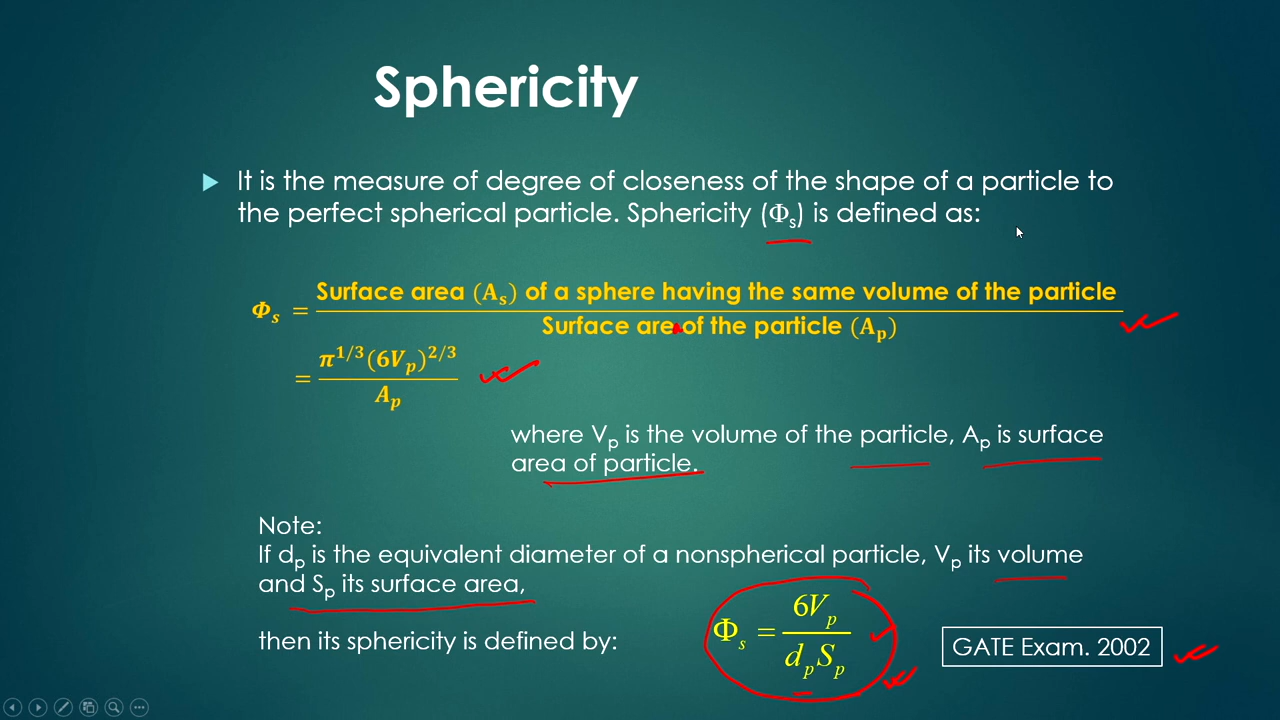 Sphericity
It is the measure of degree of closeness of the shape of a particle to
the perfect spherical particle. Sphericity (Φₛ) is defined as:
Φₛ = Surface area (Aₛ) of a sphere having the same volume of the particle / Surface area of the particle (Aₚ)
= π^{1/3}(6Vₚ)^{2/3} / Aₚ
where Vₚ is the volume of the particle, Aₚ is surface
area of particle.
Note:
If dₚ is the equivalent diameter of a nonspherical particle, Vₚ its volume
and Sₚ its surface area,
then its sphericity is defined by:
Φₛ = 6Vₚ / dₚSₚ
GATE Exam. 2002